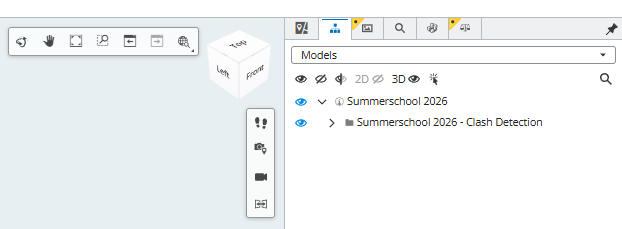 Top
Left
Front
Models
2D 3D
Summerschool 2026
Summerschool 2026 - Clash Detection